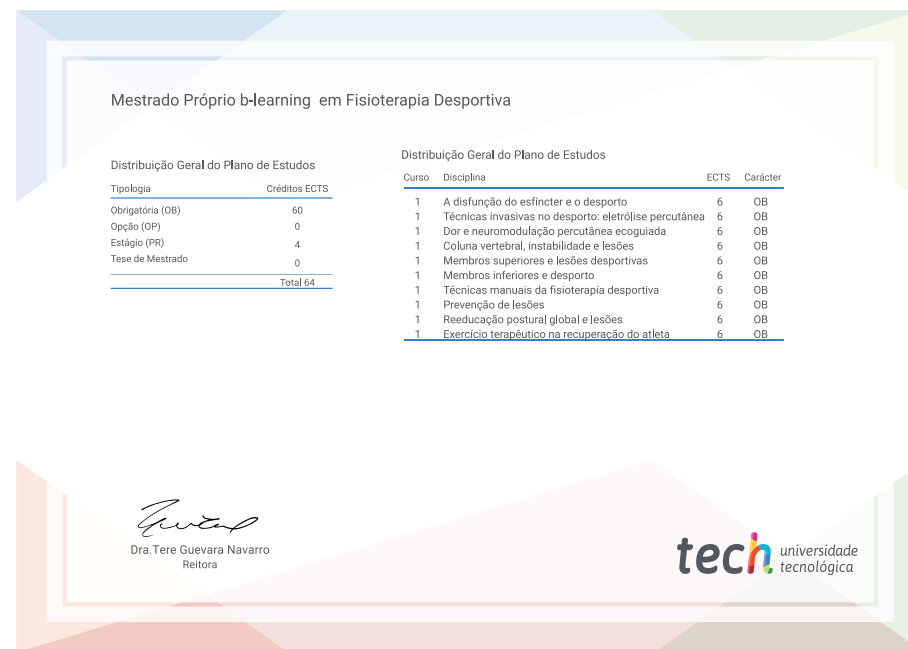 Mestrado Próprio b-learning em Fisioterapia Desportiva
Distribuição Geral do Plano de Estudos
Tipologia Créditos ECTS
Obrigatória (OB) 60
Opção (OP) 0
Estágio (PR) 4
Tese de Mestrado 0
Total 64
Distribuição Geral do Plano de Estudos
Curso Disciplina ECTS Carácter
1 A disfunção do esfíncter e o desporto 6 OB
1 Técnicas invasivas no desporto: eletrólise percutânea 6 OB
1 Dor e neuromodulação percutânea ecoguiada 6 OB
1 Coluna vertebral, instabilidade e lesões 6 OB
1 Membros superiores e lesões desportivas 6 OB
1 Membros inferiores e desporto 6 OB
1 Técnicas manuais da fisioterapia desportiva 6 OB
1 Prevenção de lesões 6 OB
1 Reeducação postural global e lesões 6 OB
1 Exercício terapêutico na recuperação do atleta 6 OB
Dra.Tere Guevara Navarro
Reitora
tech universidade
tecnológica